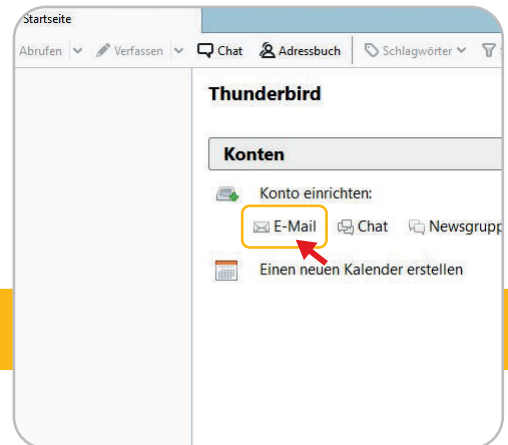 Startseite
Abrufen Verfassen Chat Adressbuch Schlagwörter
Thunderbird
Konten
Konto einrichten:
E-Mail Chat Newsgrupp
Einen neuen Kalender erstellen